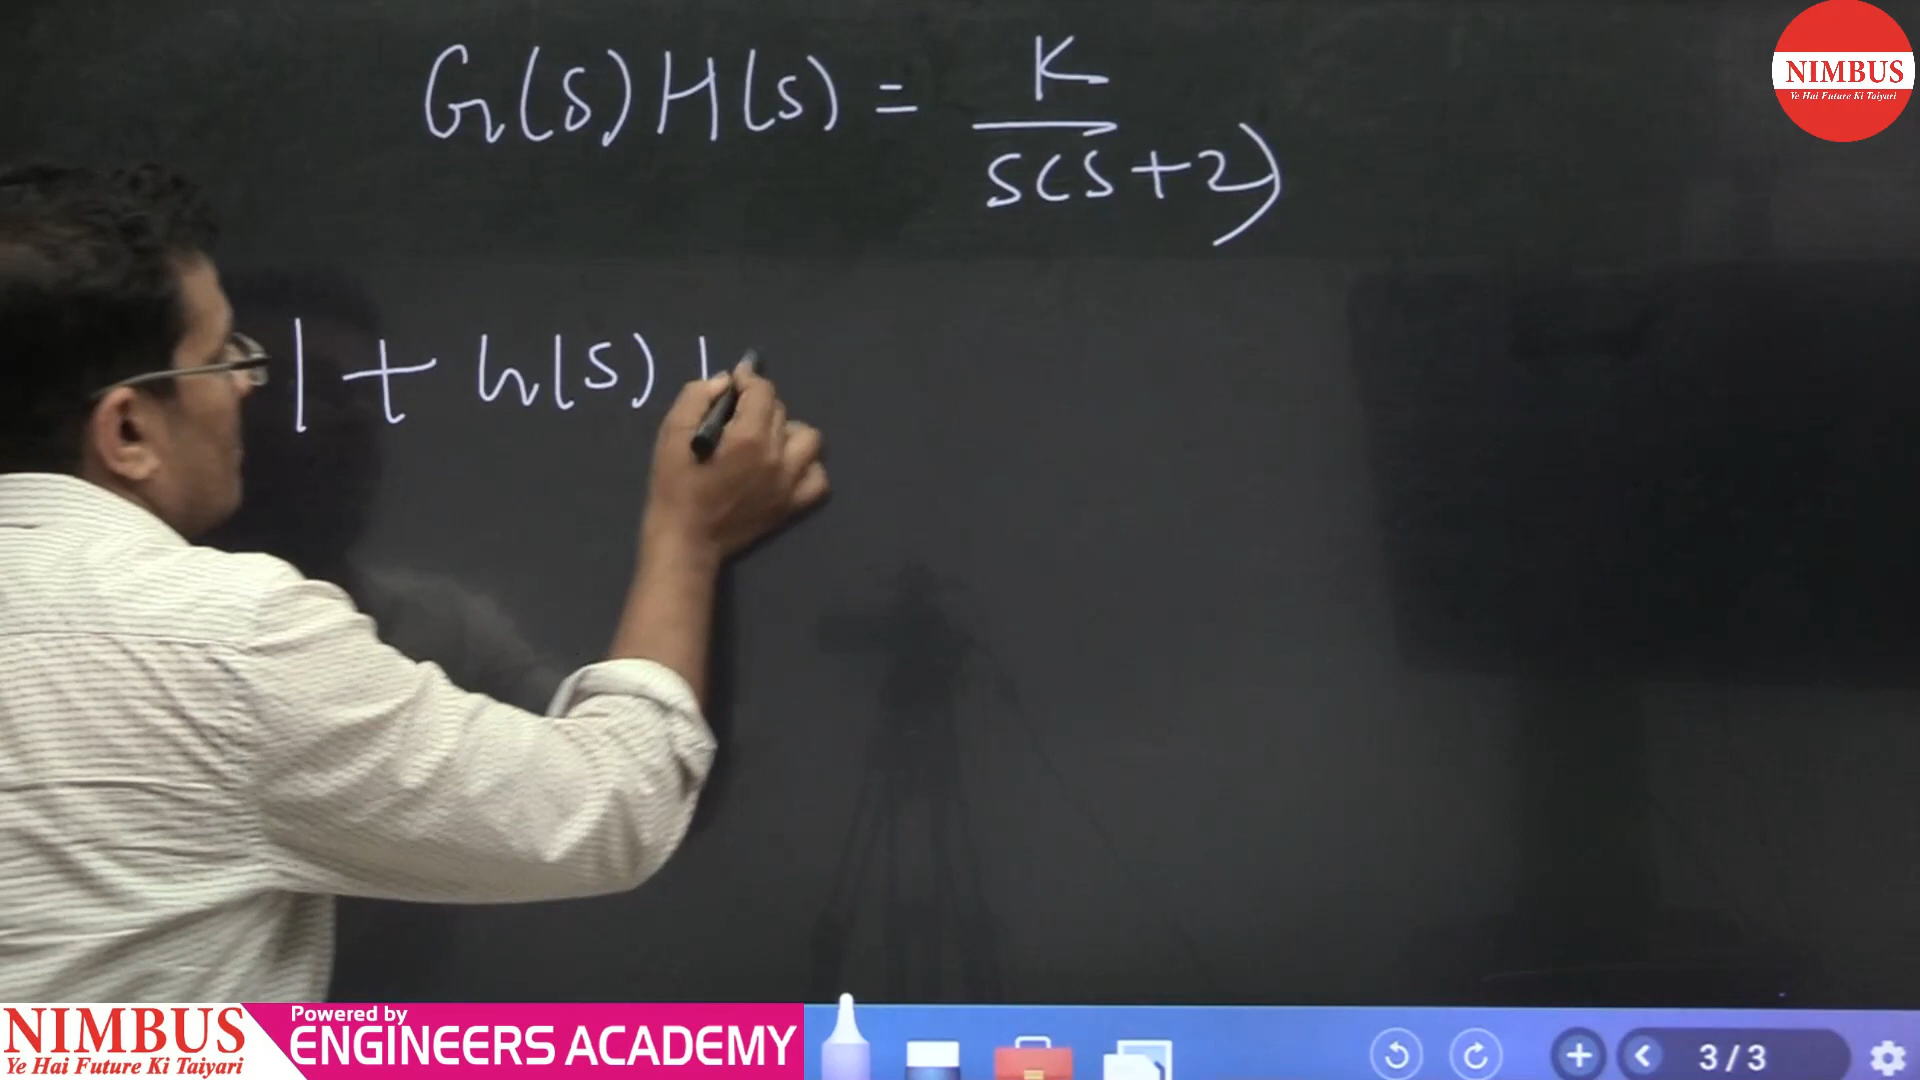 G(s)H(s) = K
s(s+2)
1 + G(s)
NIMBUS
Ye Hai Future Ki Taiyari
NIMBUS
Ye Hai Future Ki Taiyari
Powered by
ENGINEERS ACADEMY
3/3